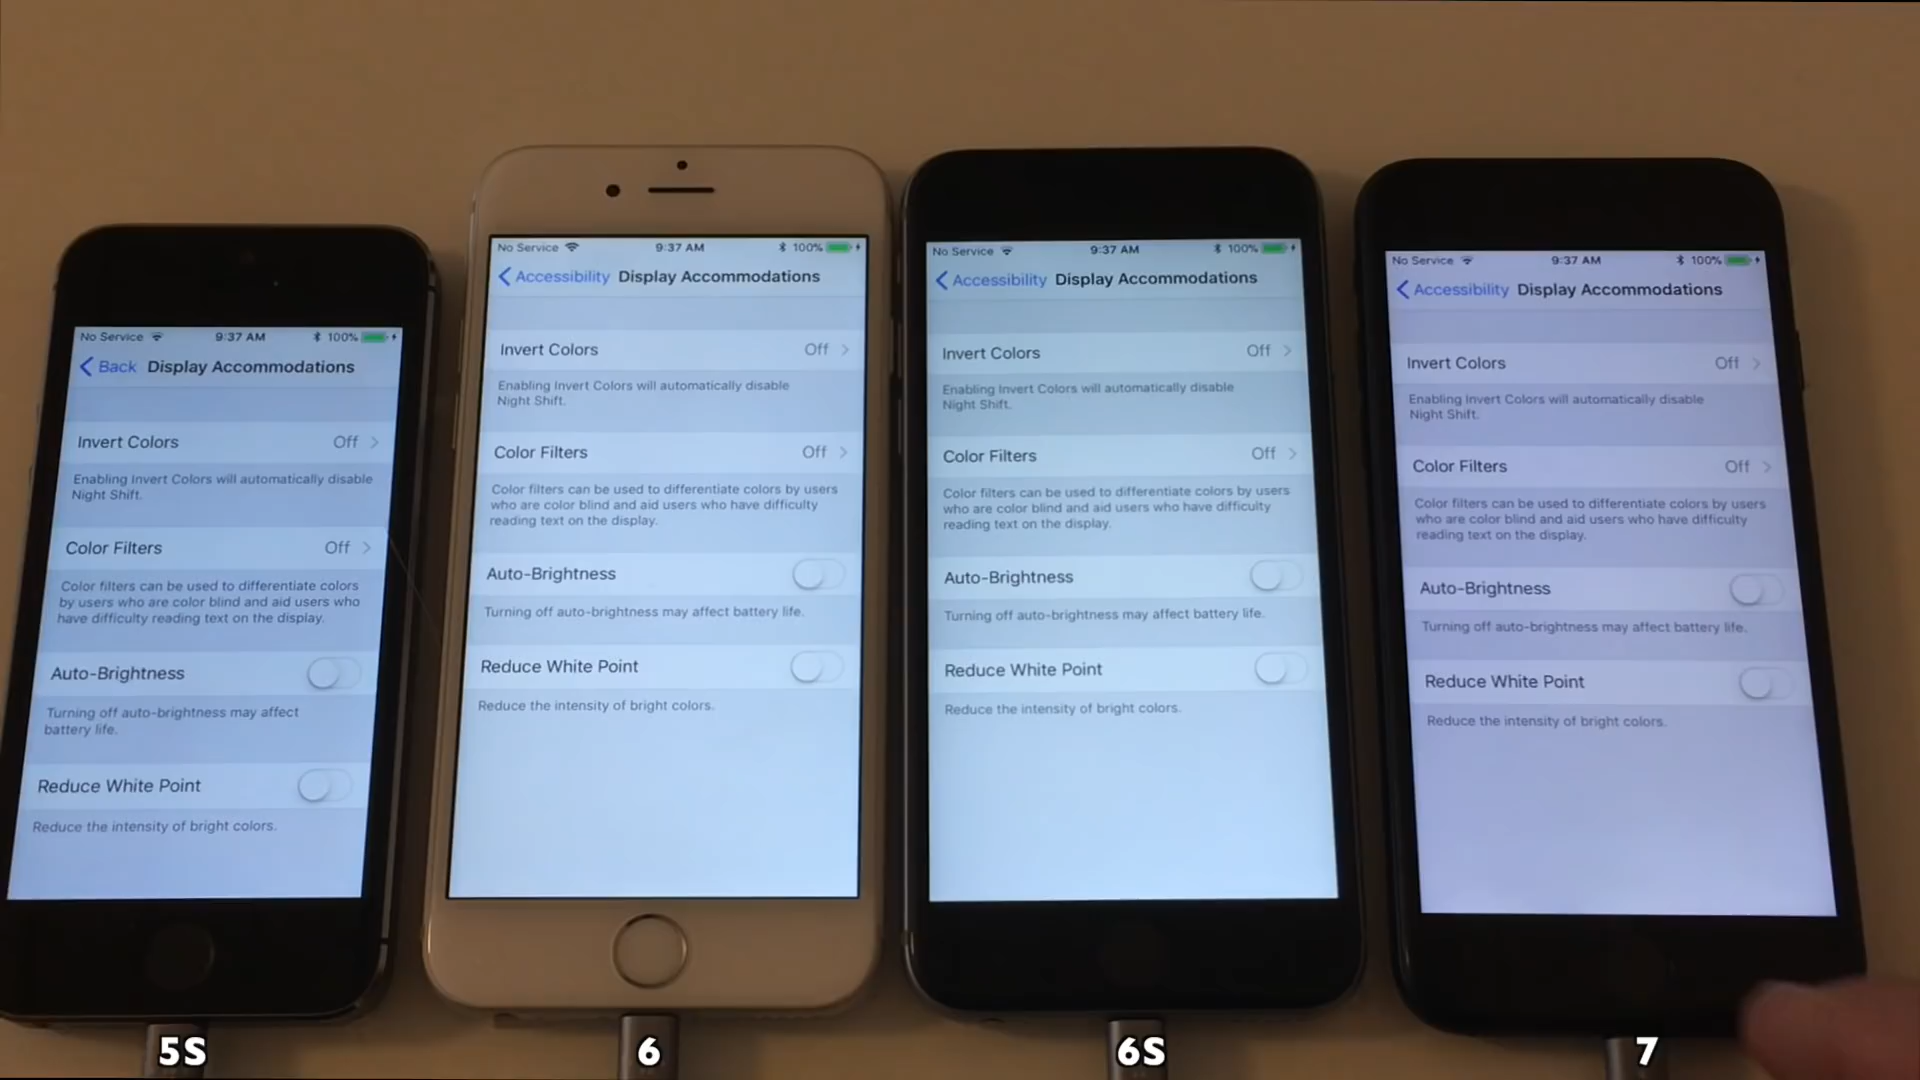 No Service 9:37 AM 100%
Back Display Accommodations
Invert Colors Off
Enabling Invert Colors will automatically disable
Night Shift.
Color Filters Off
Color filters can be used to differentiate colors
by users who are color blind and aid users who
have difficulty reading text on the display.
Auto-Brightness
Turning off auto-brightness may affect
battery life.
Reduce White Point
Reduce the intensity of bright colors.
5S
No Service 9:37 AM 100%
Accessibility Display Accommodations
Invert Colors Off
Enabling Invert Colors will automatically disable
Night Shift.
Color Filters Off
Color filters can be used to differentiate colors by users
who are color blind and aid users who have difficulty
reading text on the display.
Auto-Brightness
Turning off auto-brightness may affect battery life.
Reduce White Point
Reduce the intensity of bright colors.
6
No Service 9:37 AM 100%
Accessibility Display Accommodations
Invert Colors Off
Enabling Invert Colors will automatically disable
Night Shift.
Color Filters Off
Color filters can be used to differentiate colors by users
who are color blind and aid users who have difficulty
reading text on the display.
Auto-Brightness
Turning off auto-brightness may affect battery life.
Reduce White Point
Reduce the intensity of bright colors.
6S
No Service 9:37 AM 100%
Accessibility Display Accommodations
Invert Colors Off
Enabling Invert Colors will automatically disable
Night Shift.
Color Filters Off
Color filters can be used to differentiate colors by users
who are color blind and aid users who have difficulty
reading text on the display.
Auto-Brightness
Turning off auto-brightness may affect battery life.
Reduce White Point
Reduce the intensity of bright colors.
7